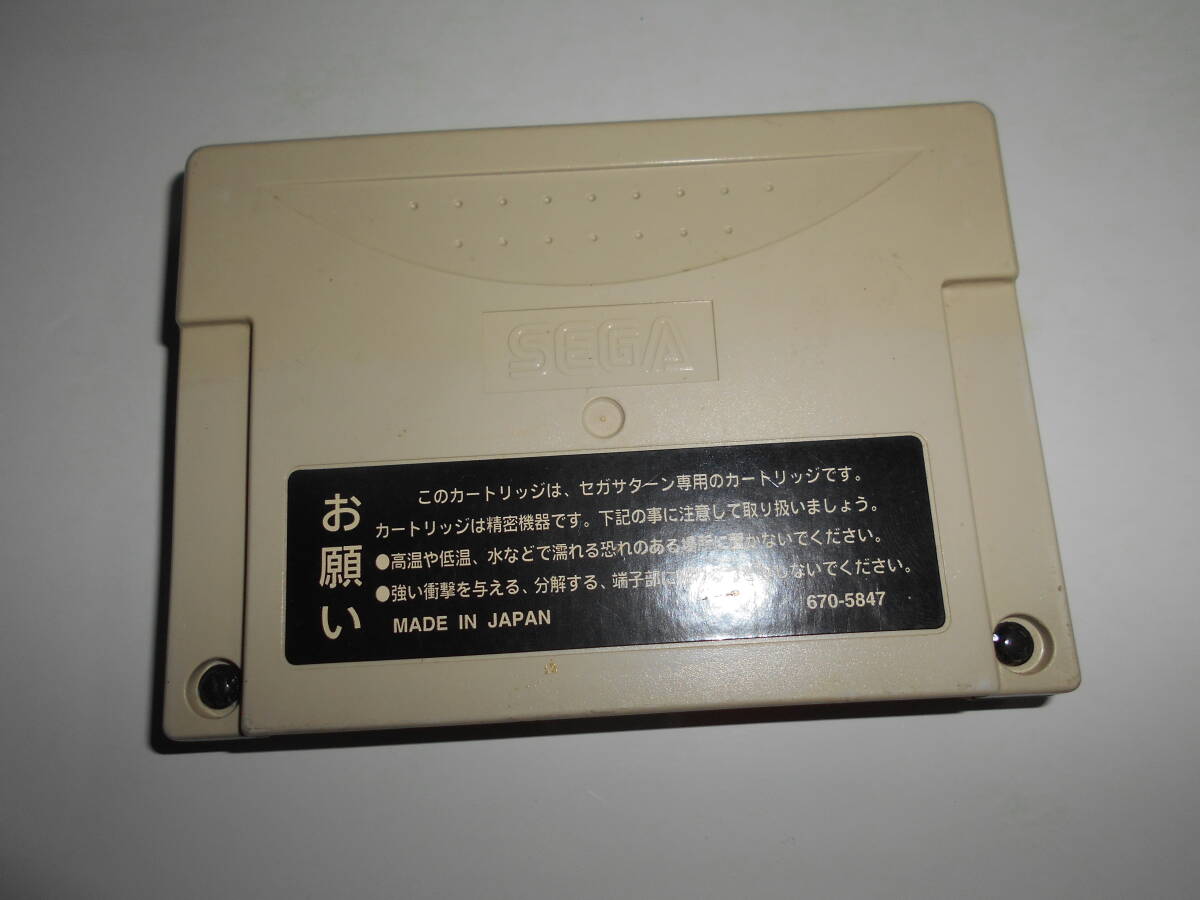 SEGA
お願い
このカートリッジは、セガサターン専用のカートリッジです。
カートリッジは精密機器です。下記の事に注意して取り扱いましょう。
●高温や低温、水などで濡れる恐れのある場所に置かないでください。
●強い衝撃を与える、分解する、端子部に しないでください。
MADE IN JAPAN
670-5847